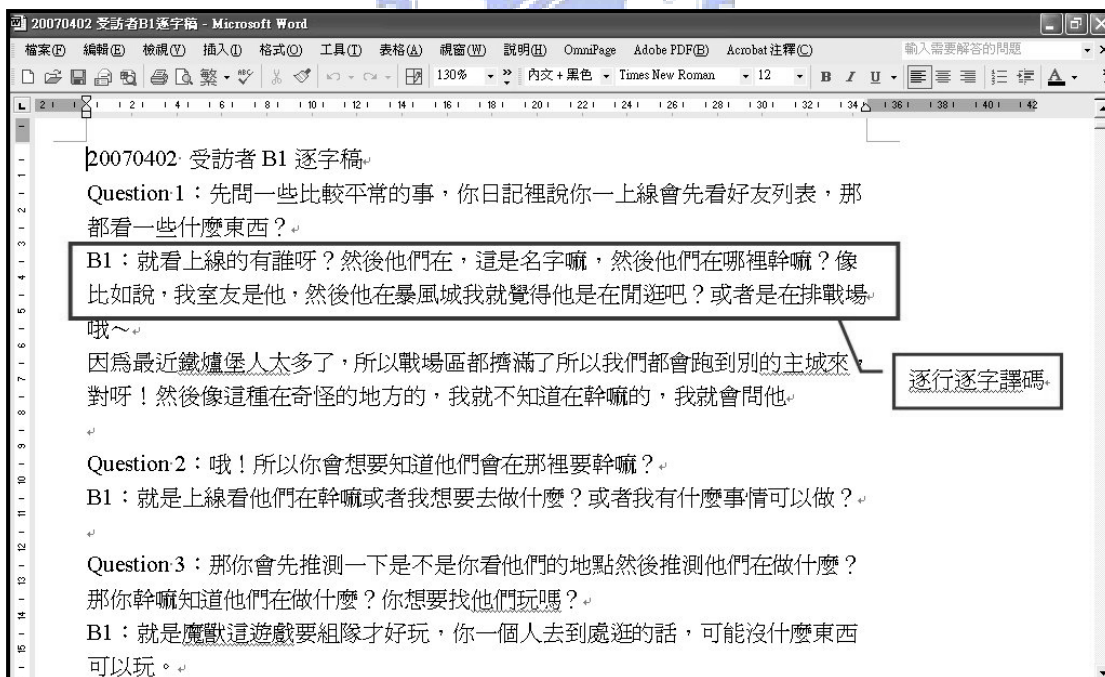 20070402 受訪者B1逐字稿 - Microsoft Word
檔案(F) 編輯(E) 檢視(V) 插入(I) 格式(O) 工具(T) 表格(A) 視窗(W) 說明(H) OmniPage Adobe PDF(B) Acrobat 注釋(C) 輸入需要解答的問題
130% 內文 + 黑色 Times New Roman 12 B I U A
20070402 受訪者 B1 逐字稿
Question 1：先問一些比較平常的事，你日記裡說你一上線會先看好友列表，那
都看一些什麼東西？
B1：就看上線的有誰呀？然後他們在，這是名字嘛，然後他們在哪裡幹嘛？像
比如說，我室友是他，然後他在暴風城我就覺得他是在閒逛吧？或者是在排戰場
哦～
因為最近鐵爐堡人太多了，所以戰場區都擠滿了所以我們都會跑到別的主城來，
對呀！然後像這種在奇怪的地方的，我就不知道在幹嘛的，我就會問他
逐行逐字譯碼
Question 2：哦！所以你會想要知道他們會在那裡要幹嘛？
B1：就是上線看他們在幹嘛或者我想要去做什麼？或者我有什麼事情可以做？
Question 3：那你會先推測一下是不是你看他們的地點然後推測他們在做什麼？
那你幹嘛知道他們在做什麼？你想要找他們玩嗎？
B1：就是魔獸這遊戲要組隊才好玩，你一個人去到處逛的話，可能沒什麼東西
可以玩。